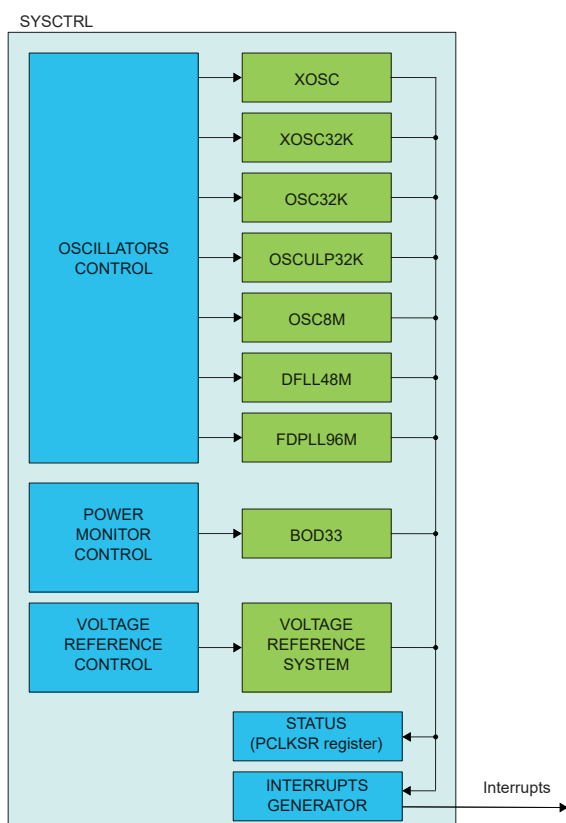 SYSCTRL
OSCILLATORS
CONTROL
XOSC
XOSC32K
OSC32K
OSCULP32K
OSC8M
DFLL48M
FDPLL96M
POWER
MONITOR
CONTROL
BOD33
VOLTAGE
REFERENCE
CONTROL
VOLTAGE
REFERENCE
SYSTEM
STATUS
(PCLKSR register)
INTERRUPTS
GENERATOR
Interrupts